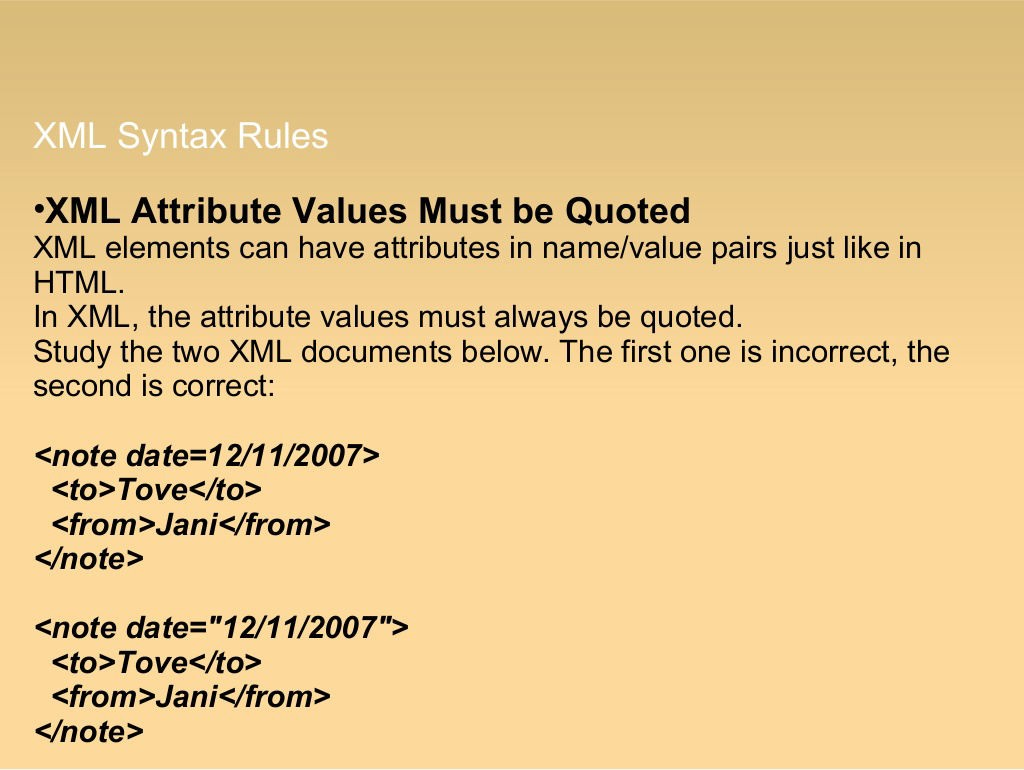 XML Syntax Rules
•XML Attribute Values Must be Quoted
XML elements can have attributes in name/value pairs just like in
HTML.
In XML, the attribute values must always be quoted.
Study the two XML documents below. The first one is incorrect, the
second is correct:
<note date=12/11/2007>
  <to>Tove</to>
  <from>Jani</from>
</note>
<note date="12/11/2007">
  <to>Tove</to>
  <from>Jani</from>
</note>